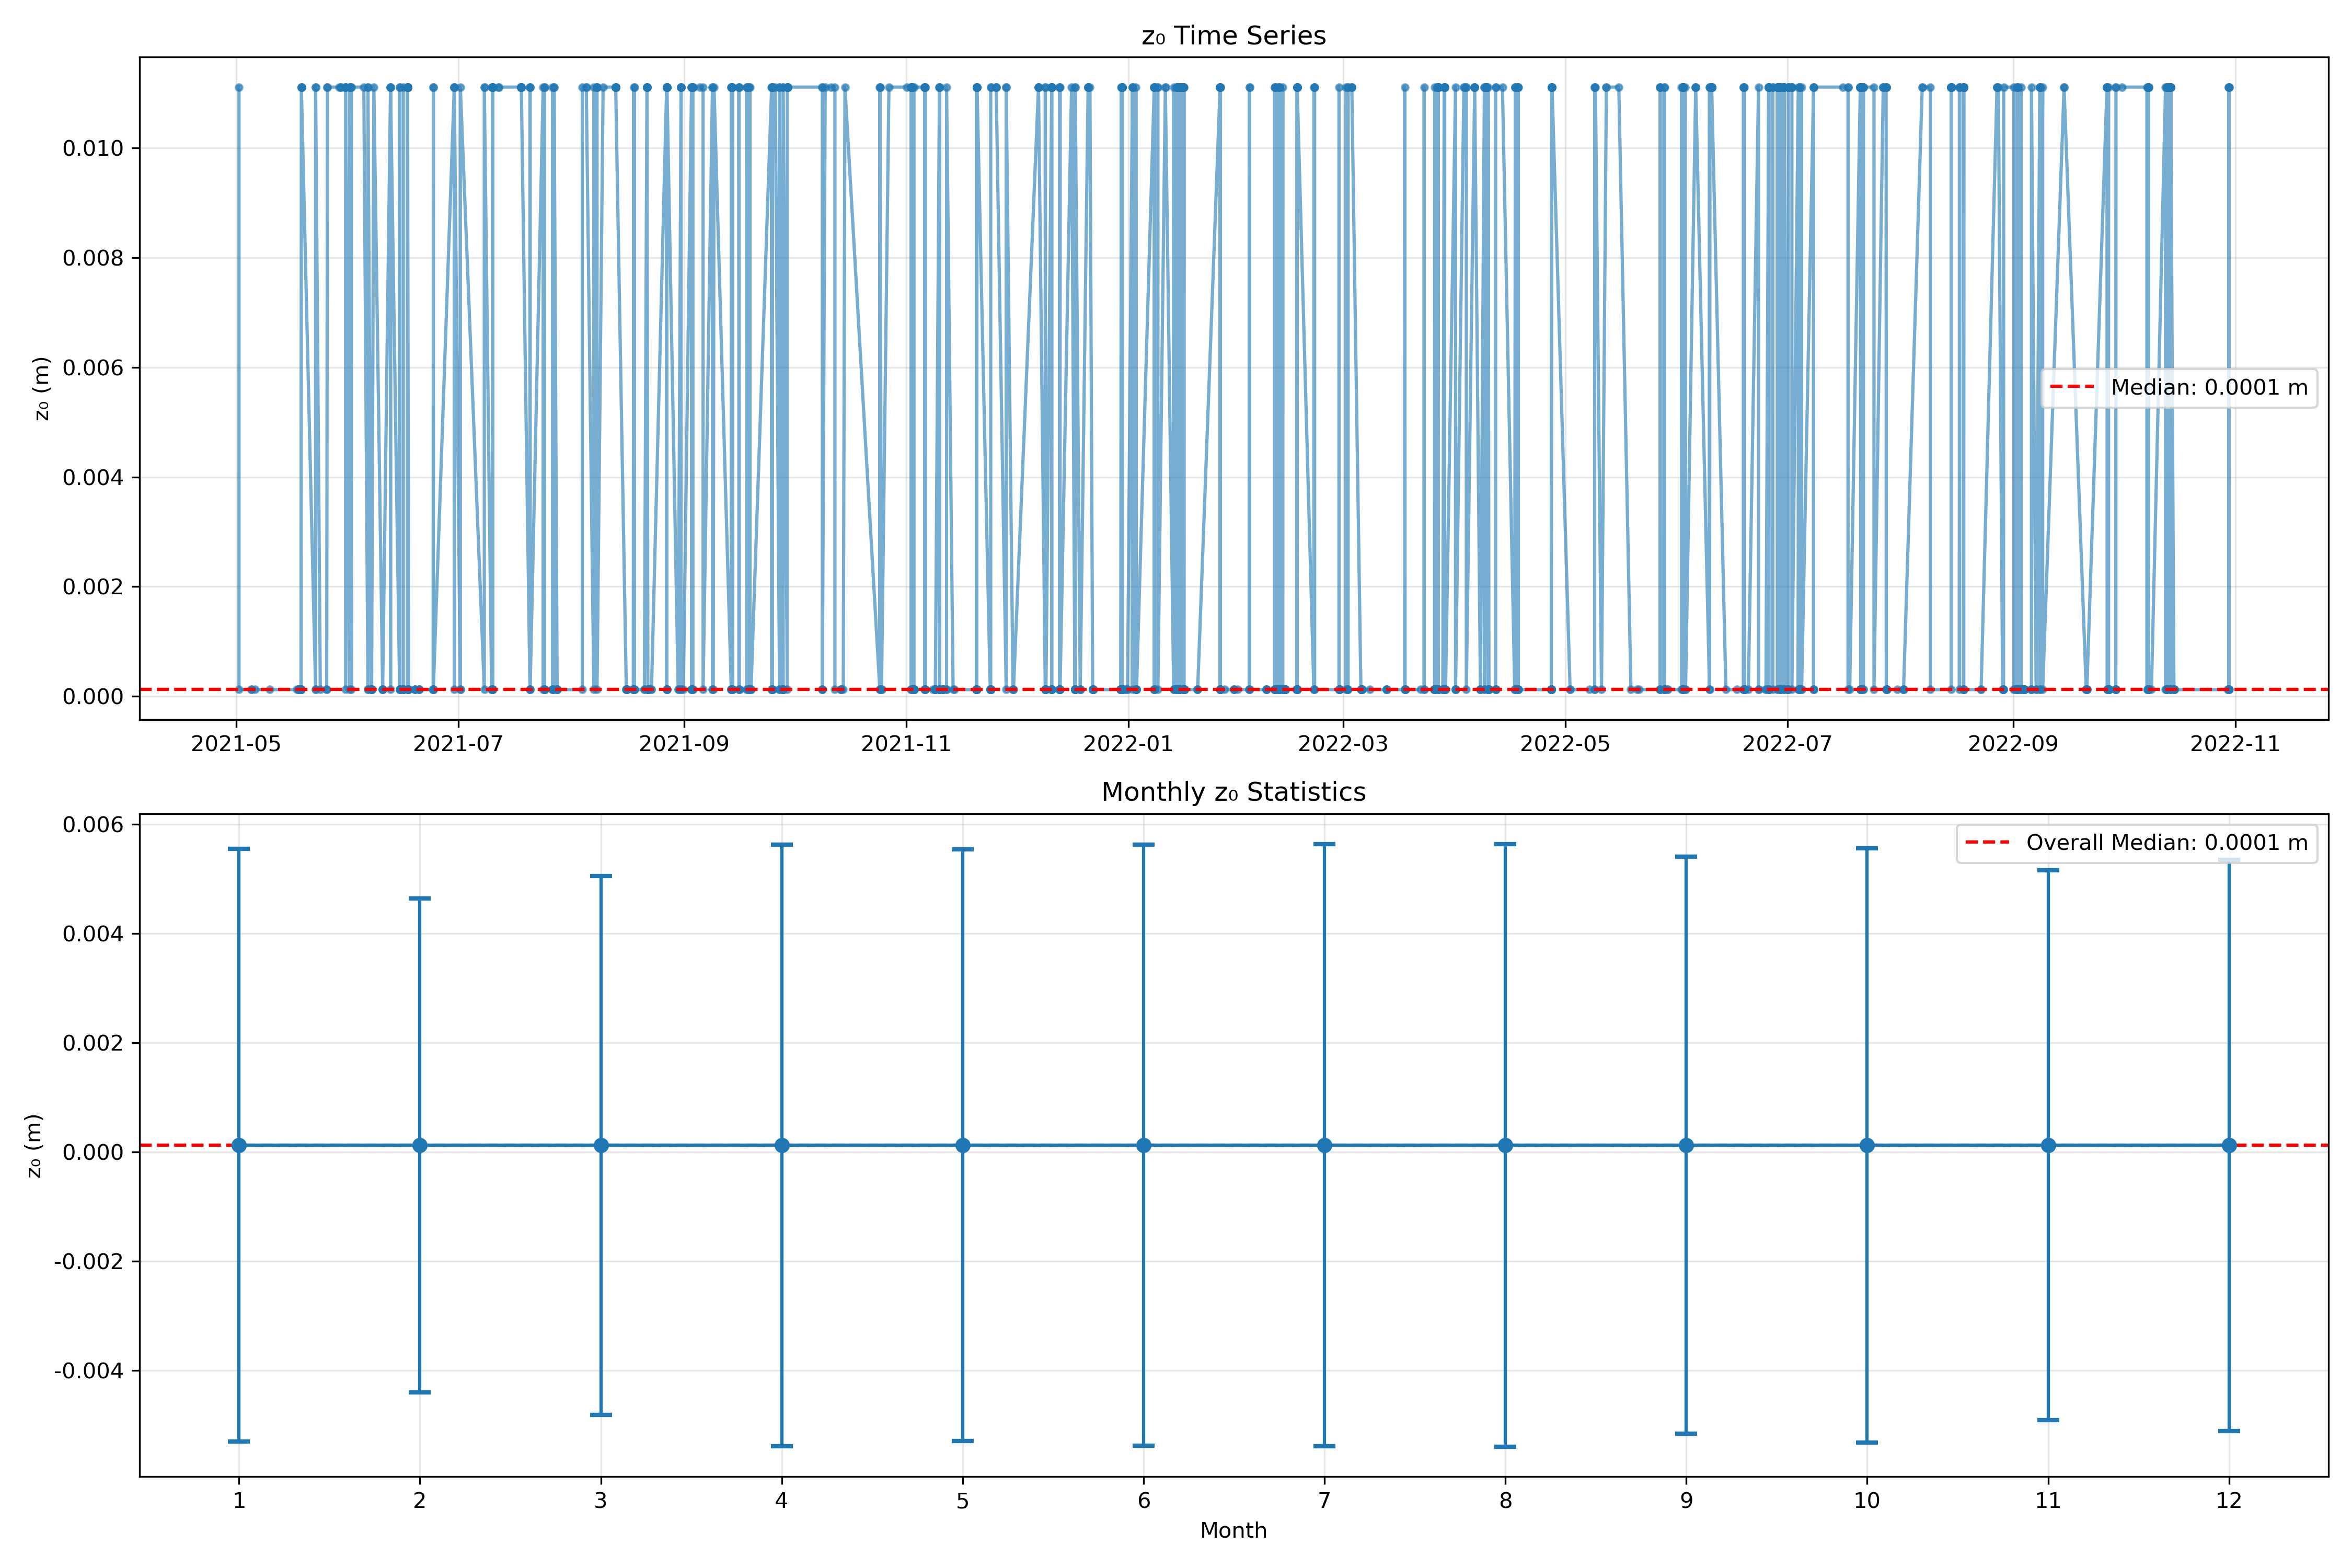 z₀ Time Series
z₀ (m)
0.010
0.008
0.006
0.004
0.002
0.000
Median: 0.0001 m
2021-05 2021-07 2021-09 2021-11 2022-01 2022-03 2022-05 2022-07 2022-09 2022-11
Monthly z₀ Statistics
z₀ (m)
0.006
0.004
0.002
0.000
-0.002
-0.004
Overall Median: 0.0001 m
1 2 3 4 5 6 7 8 9 10 11 12
Month